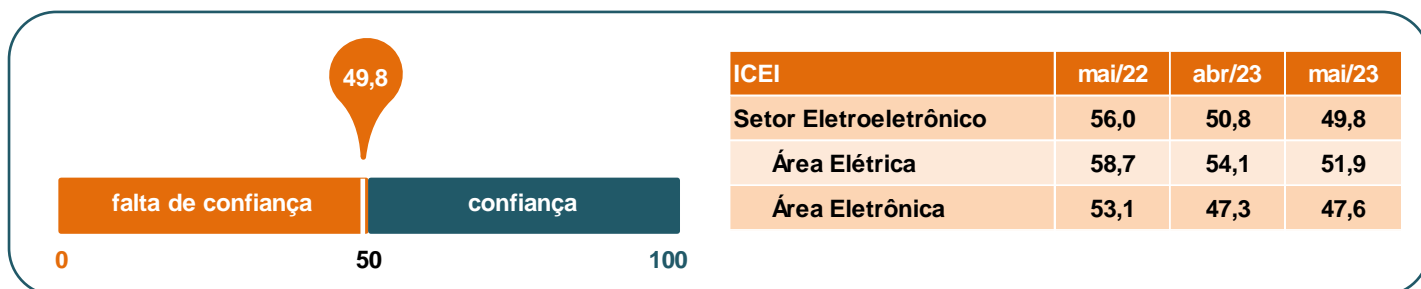 49,8
falta de confiança confiança
0 50 100
ICEI mai/22 abr/23 mai/23
Setor Eletroeletrônico 56,0 50,8 49,8
Área Elétrica 58,7 54,1 51,9
Área Eletrônica 53,1 47,3 47,6